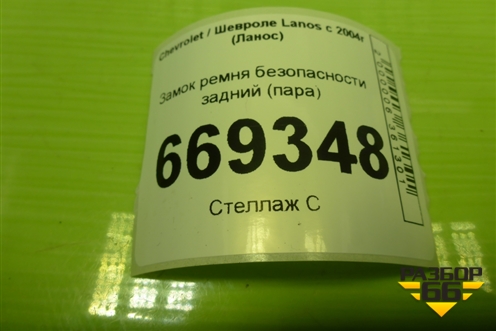 Chevrolet / Шевроле Lanos с 2004г
(Ланос)
Замок ремня безопасности
задний (пара)
669348
Стеллаж С
РАЗБОР
66